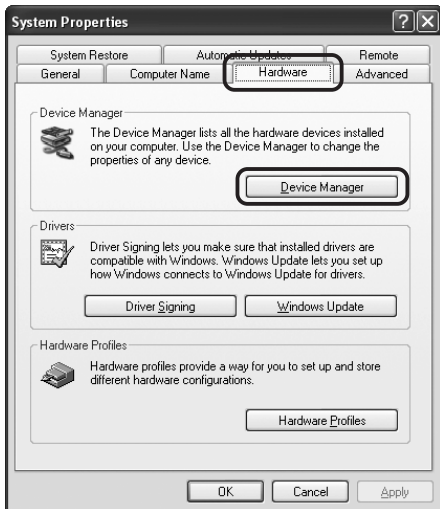 System Properties
System Restore Automatic Updates Remote
General Computer Name Hardware Advanced
Device Manager
The Device Manager lists all the hardware devices installed
on your computer. Use the Device Manager to change the
properties of any device.
Device Manager
Drivers
Driver Signing lets you make sure that installed drivers are
compatible with Windows. Windows Update lets you set up
how Windows connects to Windows Update for drivers.
Driver Signing Windows Update
Hardware Profiles
Hardware profiles provide a way for you to set up and store
different hardware configurations.
Hardware Profiles
OK Cancel Apply